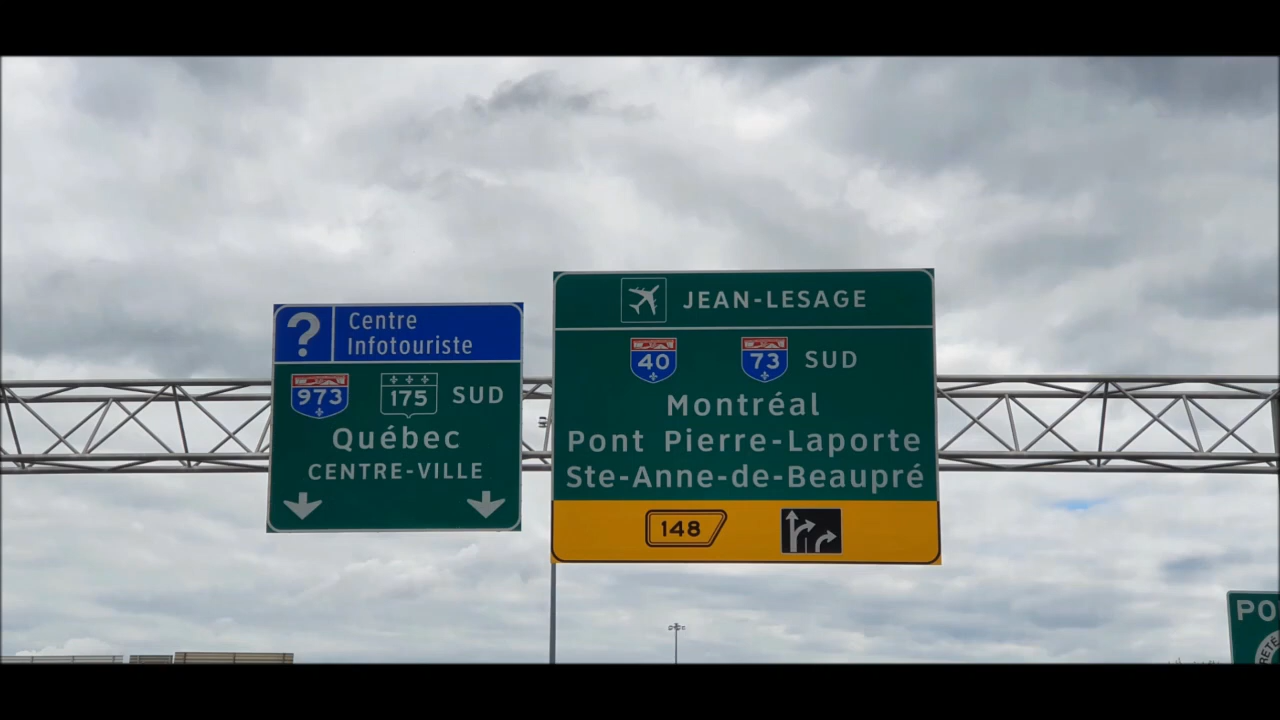 ? Centre
Infotouriste
973 175 SUD
Québec
CENTRE-VILLE
JEAN-LESAGE
40 73 SUD
Montréal
Pont Pierre-Laporte
Ste-Anne-de-Beaupré
148